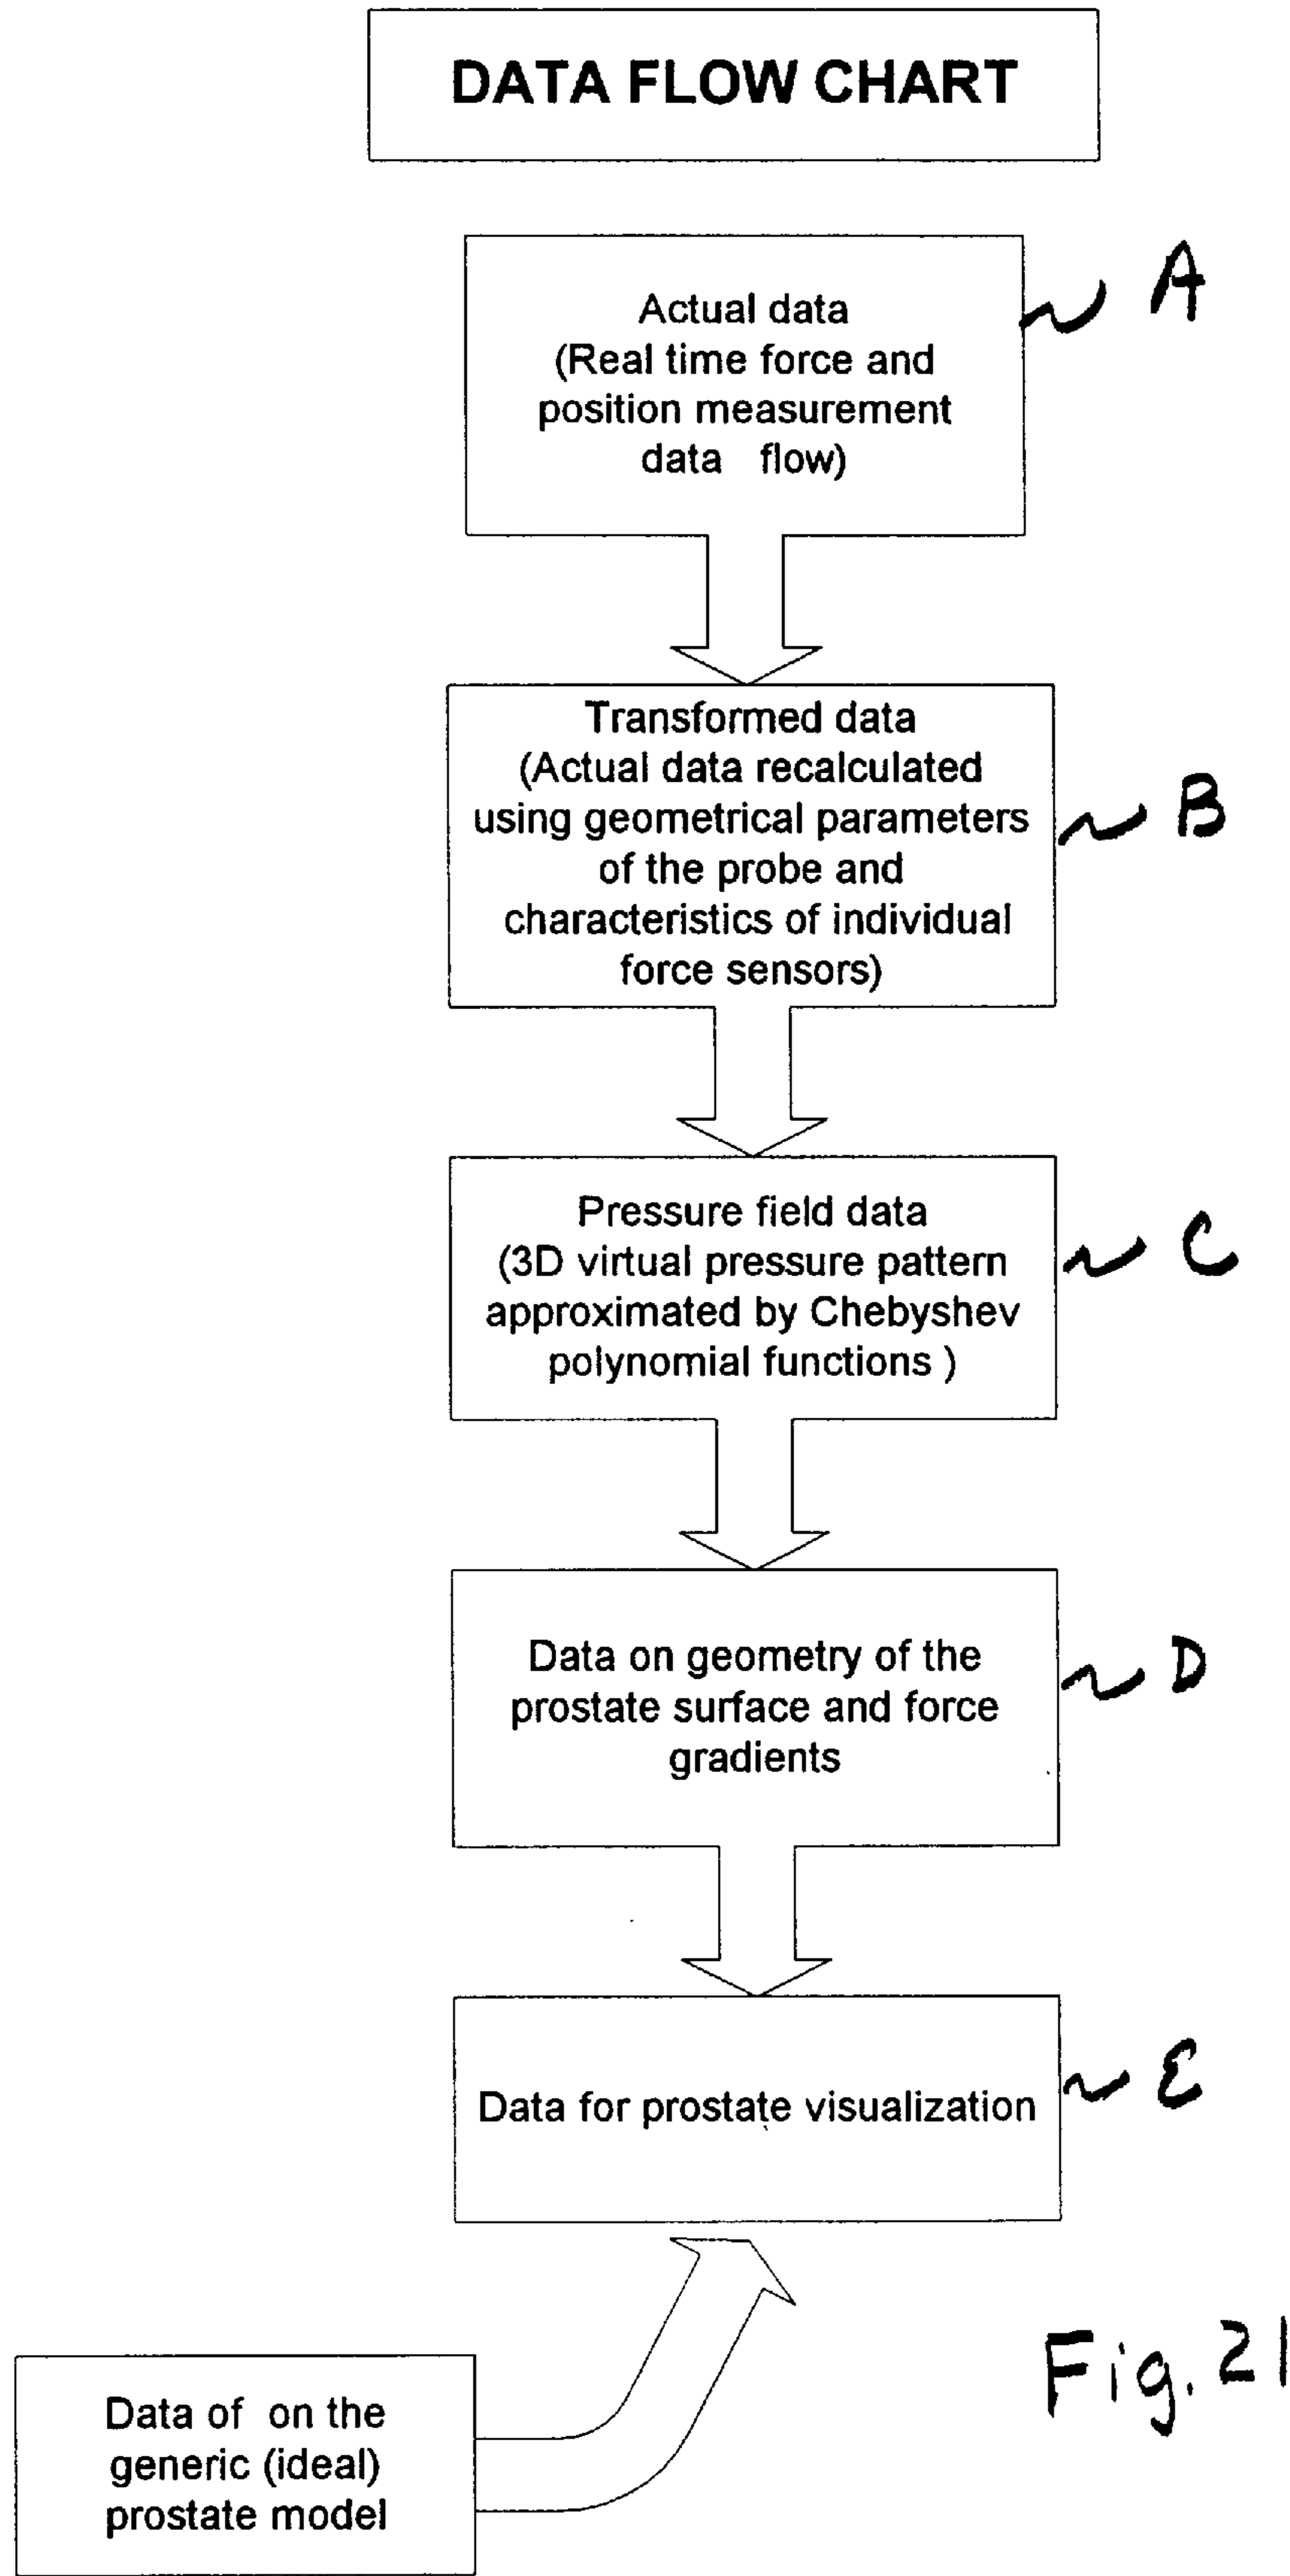 DATA FLOW CHART
Actual data
(Real time force and
position measurement
data flow)
A
Transformed data
(Actual data recalculated
using geometrical parameters
of the probe and
characteristics of individual
force sensors)
B
Pressure field data
(3D virtual pressure pattern
approximated by Chebyshev
polynomial functions )
C
Data on geometry of the
prostate surface and force
gradients
D
Data for prostate visualization
E
Data of on the
generic (ideal)
prostate model
Fig. 21